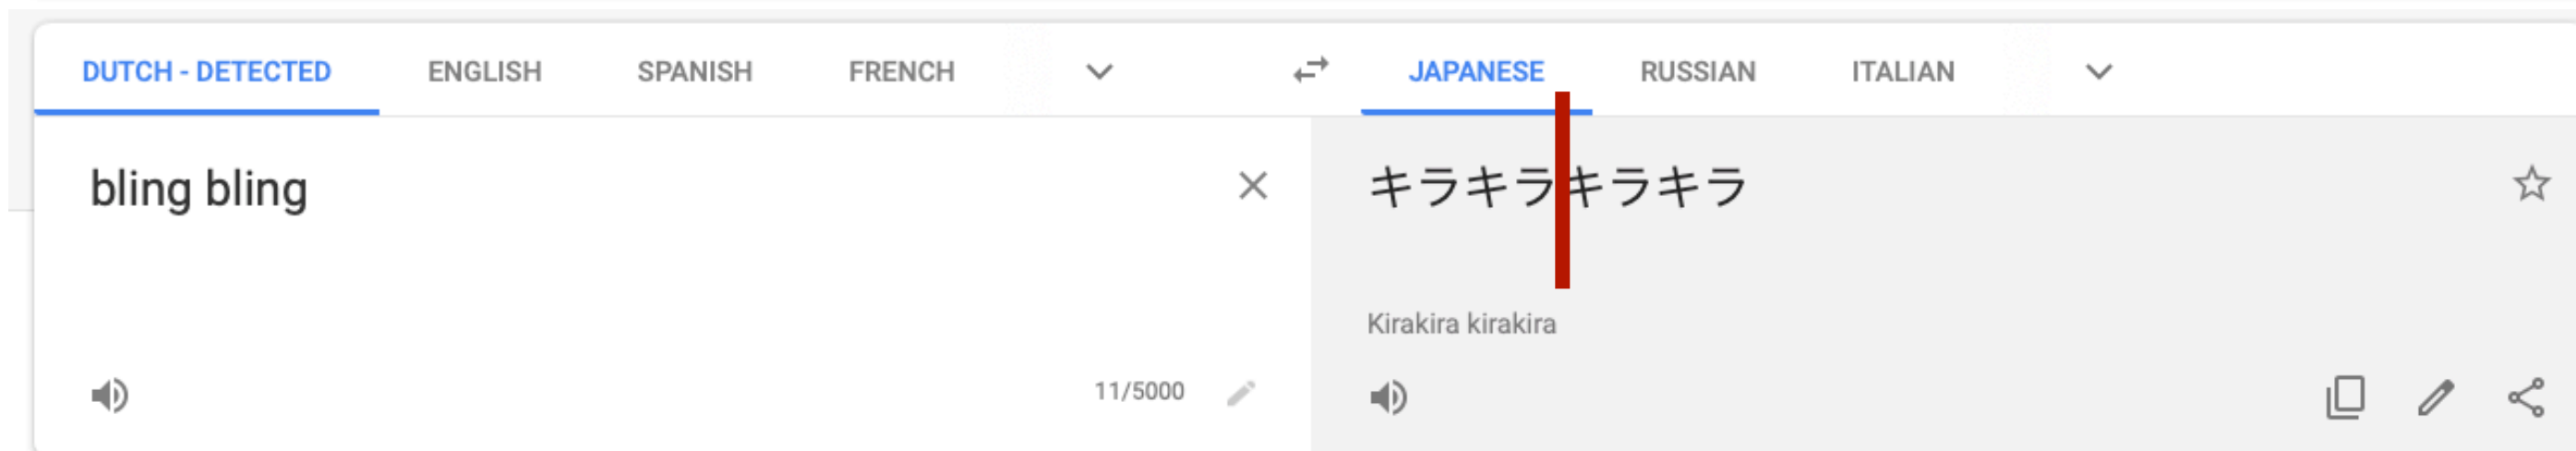 DUTCH - DETECTED ENGLISH SPANISH FRENCH JAPANESE RUSSIAN ITALIAN
bling bling
キラキラキラキラ
Kirakira kirakira
11/5000